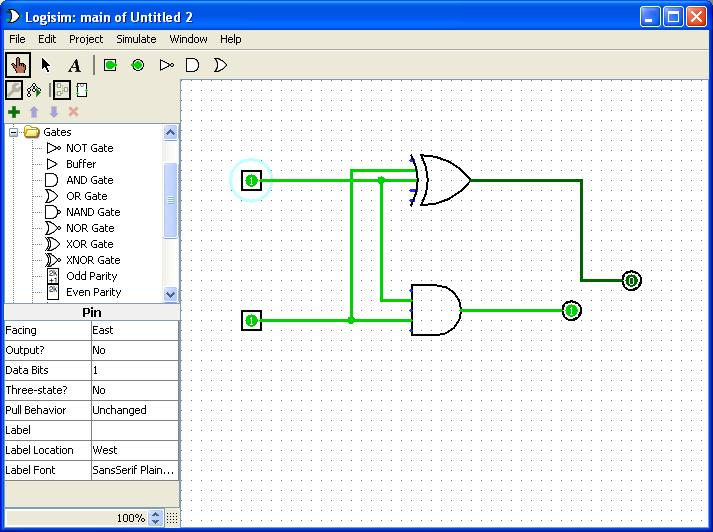 Logisim: main of Untitled 2
File Edit Project Simulate Window Help
A
Gates
NOT Gate
Buffer
AND Gate
OR Gate
NAND Gate
NOR Gate
XOR Gate
XNOR Gate
2k+1 Odd Parity
2k Even Parity
Pin
Facing East
Output? No
Data Bits 1
Three-state? No
Pull Behavior Unchanged
Label
Label Location West
Label Font SansSerif Plain...
100%
1
0
1
1